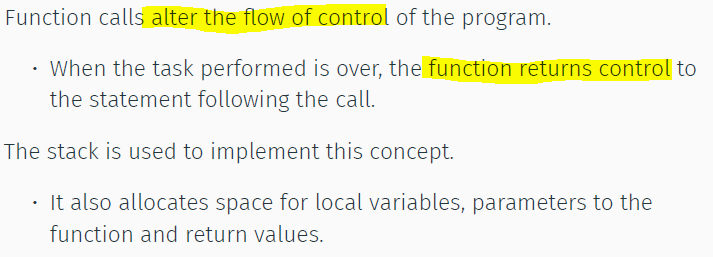 Function calls alter the flow of control of the program.
· When the task performed is over, the function returns control to
the statement following the call.
The stack is used to implement this concept.
· It also allocates space for local variables, parameters to the
function and return values.